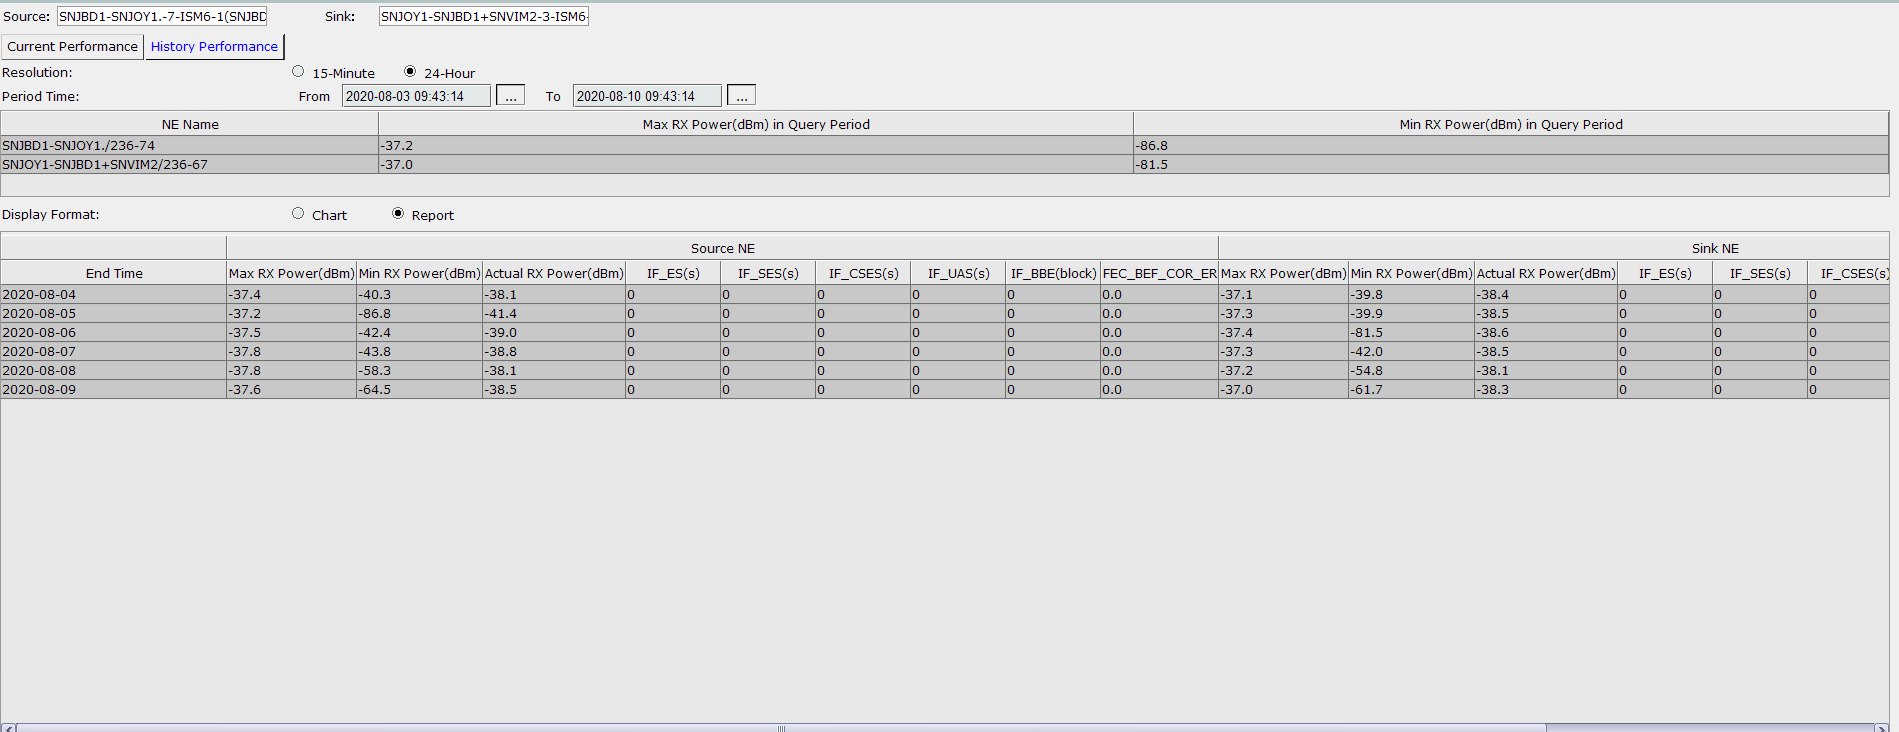 Source: SNJBD1-SNJOY1.-7-ISM6-1(SNJBD Sink: SNJOY1-SNJBD1+SNVIM2-3-ISM6-
Current Performance History Performance
Resolution: 15-Minute 24-Hour
Period Time: From 2020-08-03 09:43:14 ... To 2020-08-10 09:43:14 ...
NE Name Max RX Power(dBm) in Query Period Min RX Power(dBm) in Query Period
SNJBD1-SNJOY1./236-74 -37.2 -86.8
SNJOY1-SNJBD1+SNVIM2/236-67 -37.0 -81.5
Display Format: Chart Report
Source NE Sink NE
End Time Max RX Power(dBm) Min RX Power(dBm) Actual RX Power(dBm) IF_ES(s) IF_SES(s) IF_CSES(s) IF_UAS(s) IF_BBE(block) FEC_BEF_COR_ER Max RX Power(dBm) Min RX Power(dBm) Actual RX Power(dBm) IF_ES(s) IF_SES(s) IF_CSES(s)
2020-08-04 -37.4 -40.3 -38.1 0 0 0 0 0 0.0 -37.1 -39.8 -38.4 0 0 0
2020-08-05 -37.2 -86.8 -41.4 0 0 0 0 0 0.0 -37.3 -39.9 -38.5 0 0 0
2020-08-06 -37.5 -42.4 -39.0 0 0 0 0 0 0.0 -37.4 -81.5 -38.6 0 0 0
2020-08-07 -37.8 -43.8 -38.8 0 0 0 0 0 0.0 -37.3 -42.0 -38.5 0 0 0
2020-08-08 -37.8 -58.3 -38.1 0 0 0 0 0 0.0 -37.2 -54.8 -38.1 0 0 0
2020-08-09 -37.6 -64.5 -38.5 0 0 0 0 0 0.0 -37.0 -61.7 -38.3 0 0 0